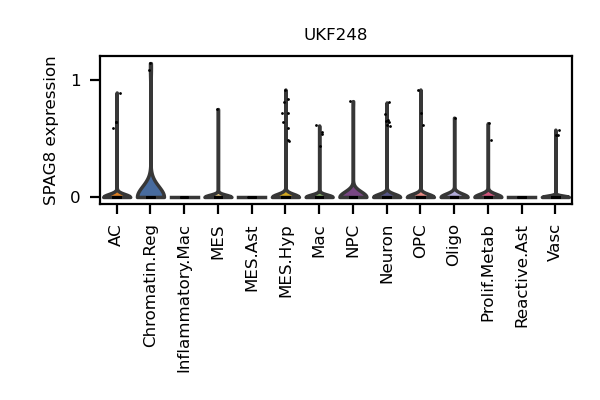 UKF248
SPAG8 expression
1
0
AC
Chromatin.Reg
Inflammatory.Mac
MES
MES.Ast
MES.Hyp
Mac
NPC
Neuron
OPC
Oligo
Prolif.Metab
Reactive.Ast
Vasc